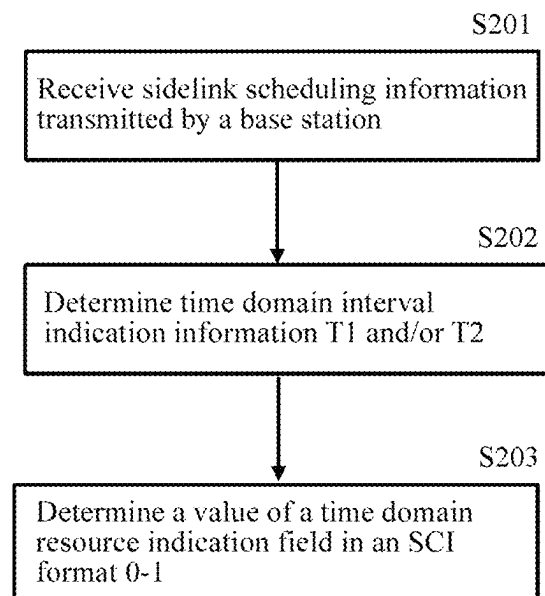 S201
Receive sidelink scheduling information
transmitted by a base station
S202
Determine time domain interval
indication information T1 and/or T2
S203
Determine a value of a time domain
resource indication field in an SCI
format 0-1